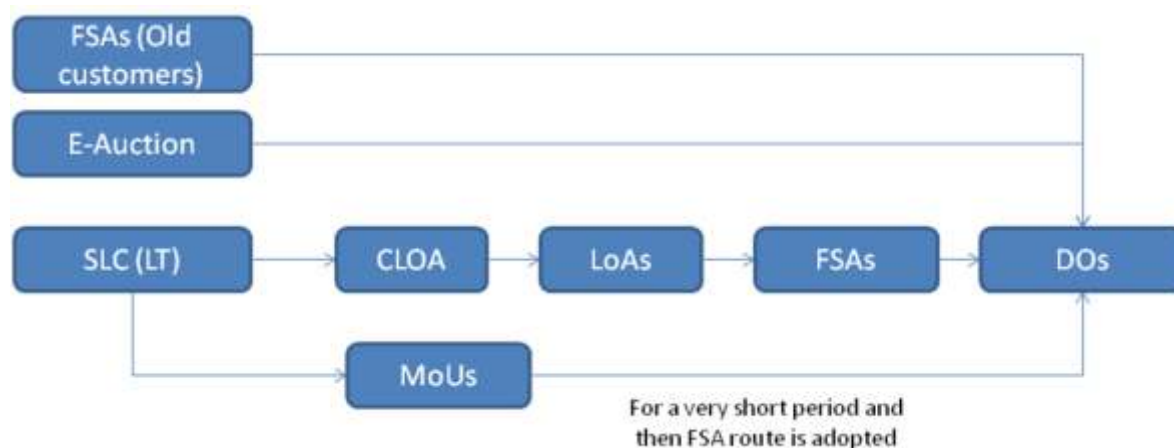 FSAs (Old
customers)
E-Auction
SLC (LT)
CLOA
LoAs
FSAs
DOs
MoUs
For a very short period and
then FSA route is adopted